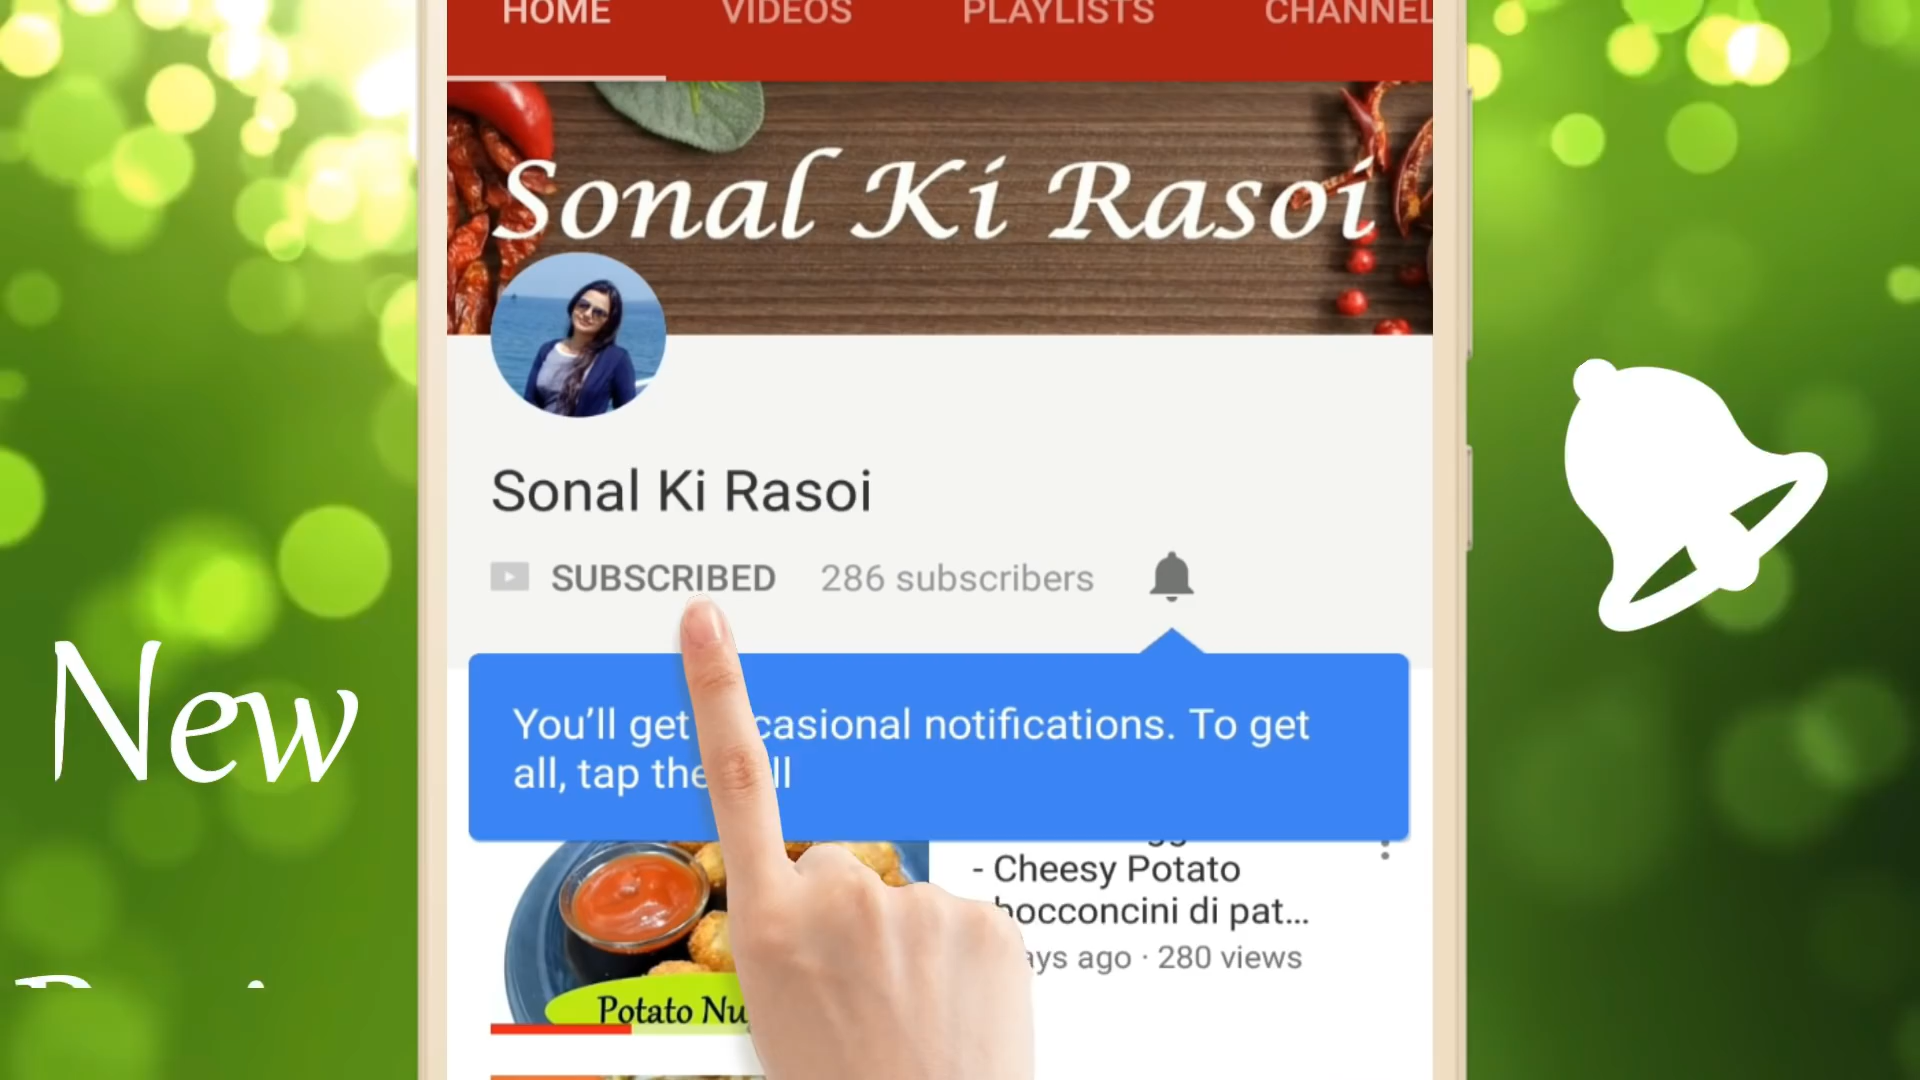 HOME VIDEOS PLAYLISTS CHANNEL
Sonal Ki Rasoi
Sonal Ki Rasoi
SUBSCRIBED 286 subscribers
You'll get casional notifications. To get
all, tap the ll
New
- Cheesy Potato
bocconcini di pat...
ays ago · 280 views
Potato Nu